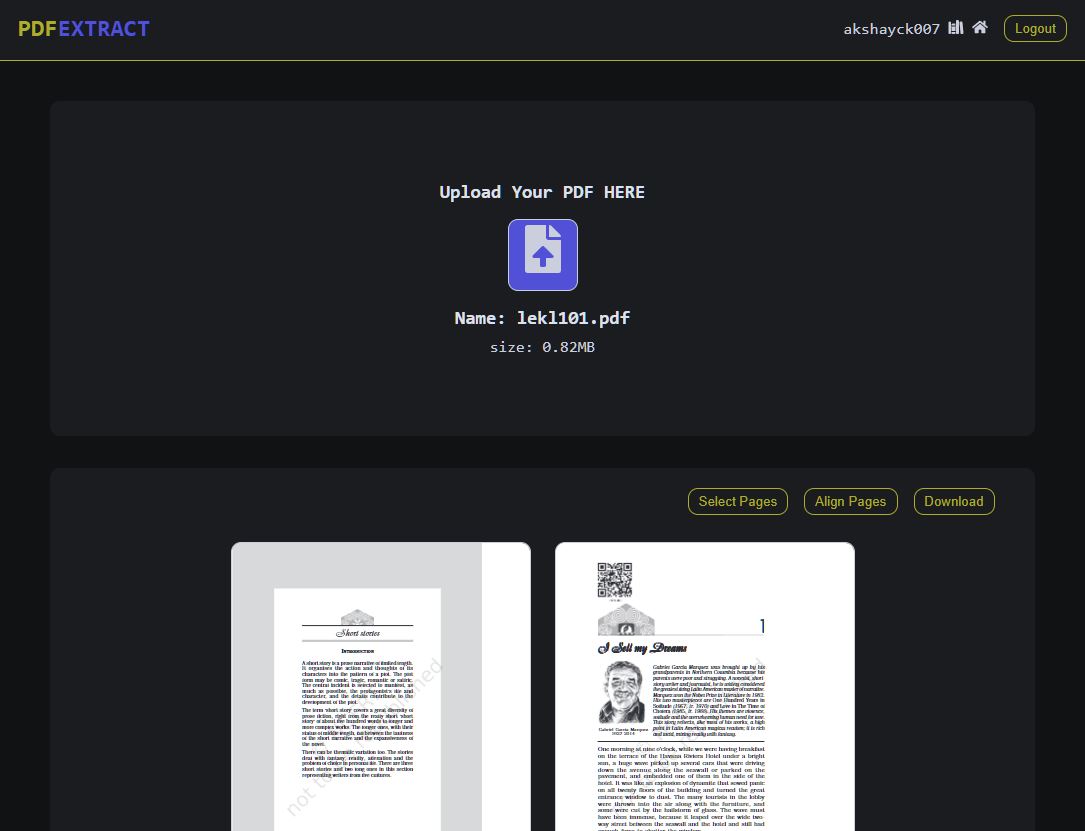 PDFEXTRACT
akshayck007
Logout
Upload Your PDF HERE
Name: lekl101.pdf
size: 0.82MB
Select Pages
Align Pages
Download
Short stories
INTRODUCTION
A short story is a prose narrative of limited length.
It organises the action and thoughts of its
characters into the pattern of a plot. The plot
form may be comic, tragic, romantic or satiric.
The central incident is selected to manifest, as
much as possible, the protagonist's life and
character, and the details contribute to the
development of the plot.
The term 'short story' covers a great diversity of
prose fiction, right from the really short 'short
story' of about five hundred words to longer and
more complex works. The longer ones, with their
status of middle length, fall between the tautness
of the short narrative and the expansiveness of
the novel.
There can be thematic variation too. The stories
deal with fantasy, reality, alienation and the
problem of choice in personal life. There are three
short stories and two long ones in this section
representing writers from five cultures.
not to
1
I Sell my Dreams
Gabriel Garcia Marquez was brought up by his
grandparents in Northern Columbia because his
parents were poor and struggling. A novelist, short-
story writer and journalist, he is widely considered
the greatest living Latin American master of narrative.
Marquez won the Nobel Prize in Literature in 1982.
His two masterpieces are One Hundred Years in
Solitude (1967, tr. 1970) and Love in The Time of
Cholera (1985, tr. 1988). His themes are violence,
solitude and the overwhelming human need for love.
This story reflects, like most of his works, a high
point in Latin American magical realism; it is rich
and lucid, mixing reality with fantasy.
Gabriel Garcia Marquez
1927-2014
One morning at nine o'clock, while we were having breakfast
on the terrace of the Havana Riviera Hotel under a bright
sun, a huge wave picked up several cars that were driving
down the avenue along the seawall or parked on the
pavement, and embedded one of them in the side of the
hotel. It was like an explosion of dynamite that sowed panic
on all twenty floors of the building and turned the great
entrance window to dust. The many tourists in the lobby
were thrown into the air along with the furniture, and
some were cut by the hailstorm of glass. The wave must
have been immense, because it leaped over the wide two-
way street between the seawall and the hotel and still had